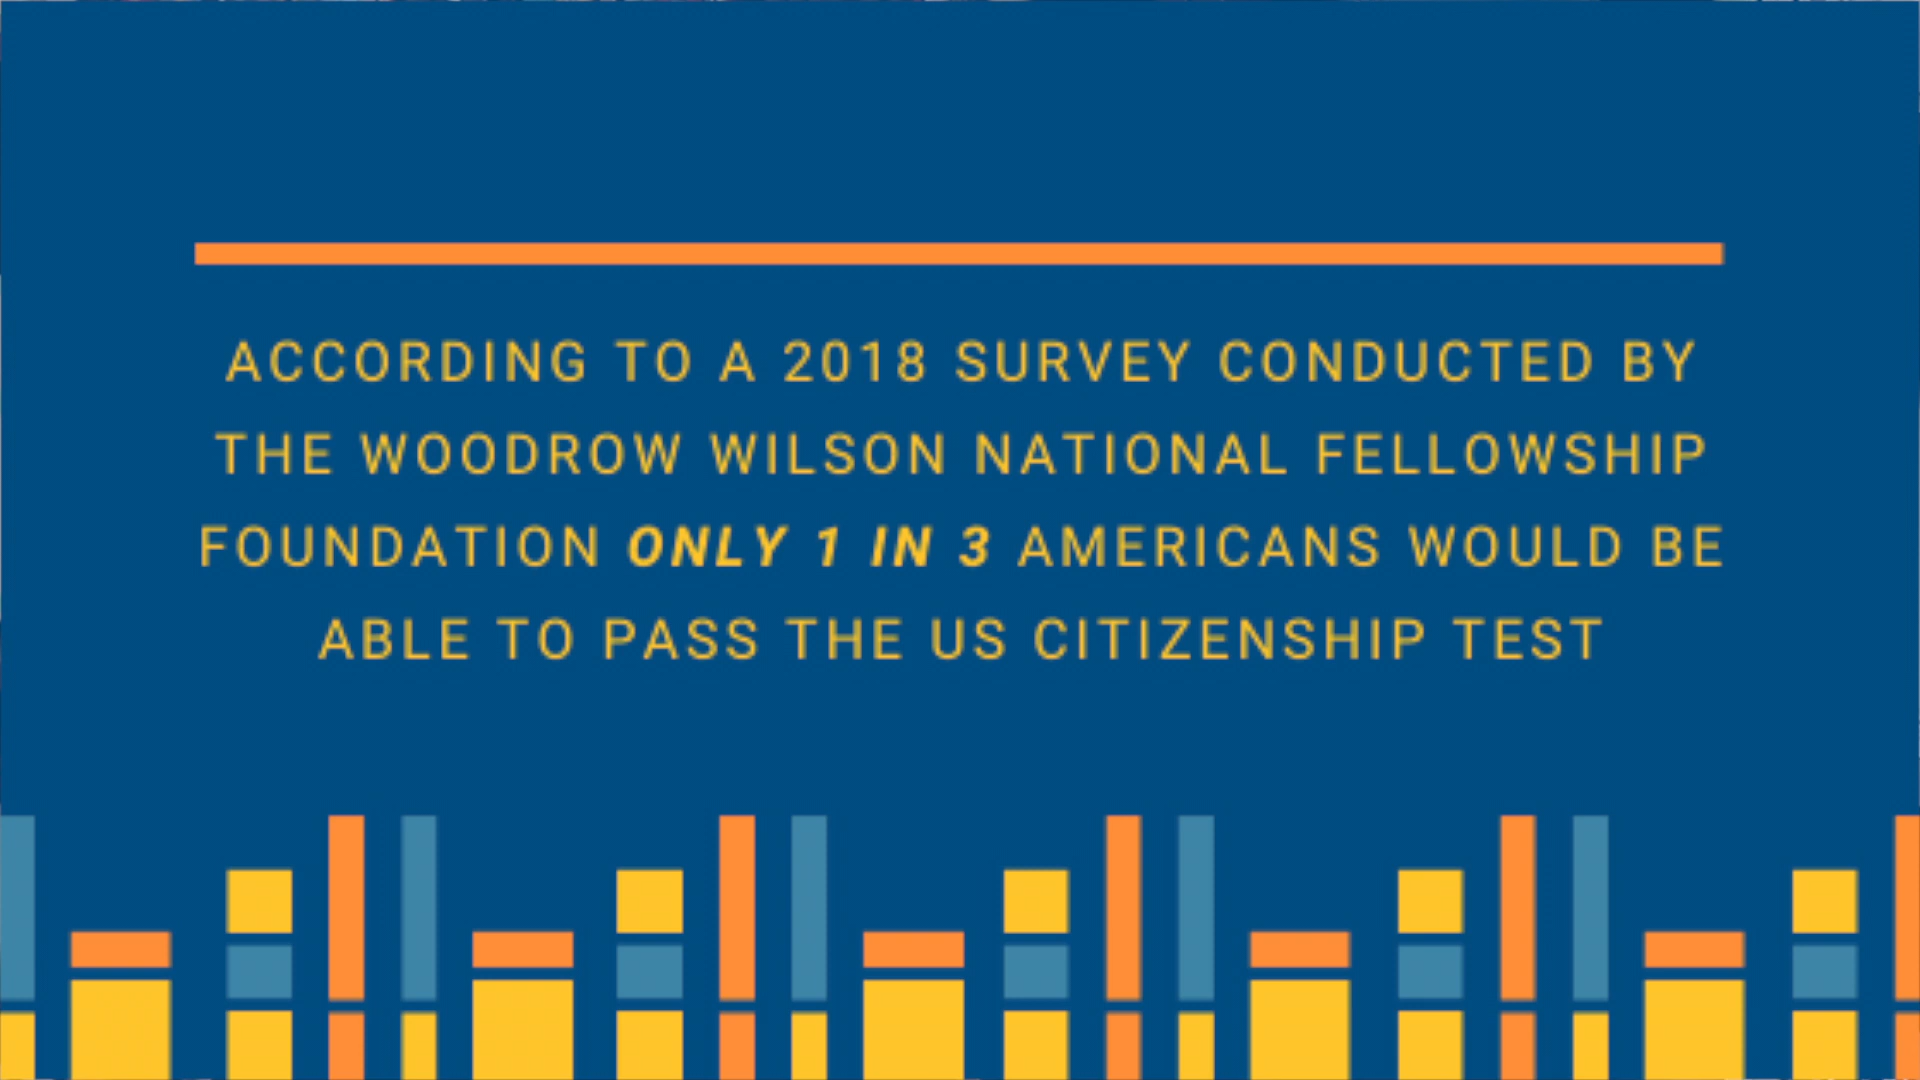 ACCORDING TO A 2018 SURVEY CONDUCTED BY
THE WOODROW WILSON NATIONAL FELLOWSHIP
FOUNDATION ONLY 1 IN 3 AMERICANS WOULD BE
ABLE TO PASS THE US CITIZENSHIP TEST